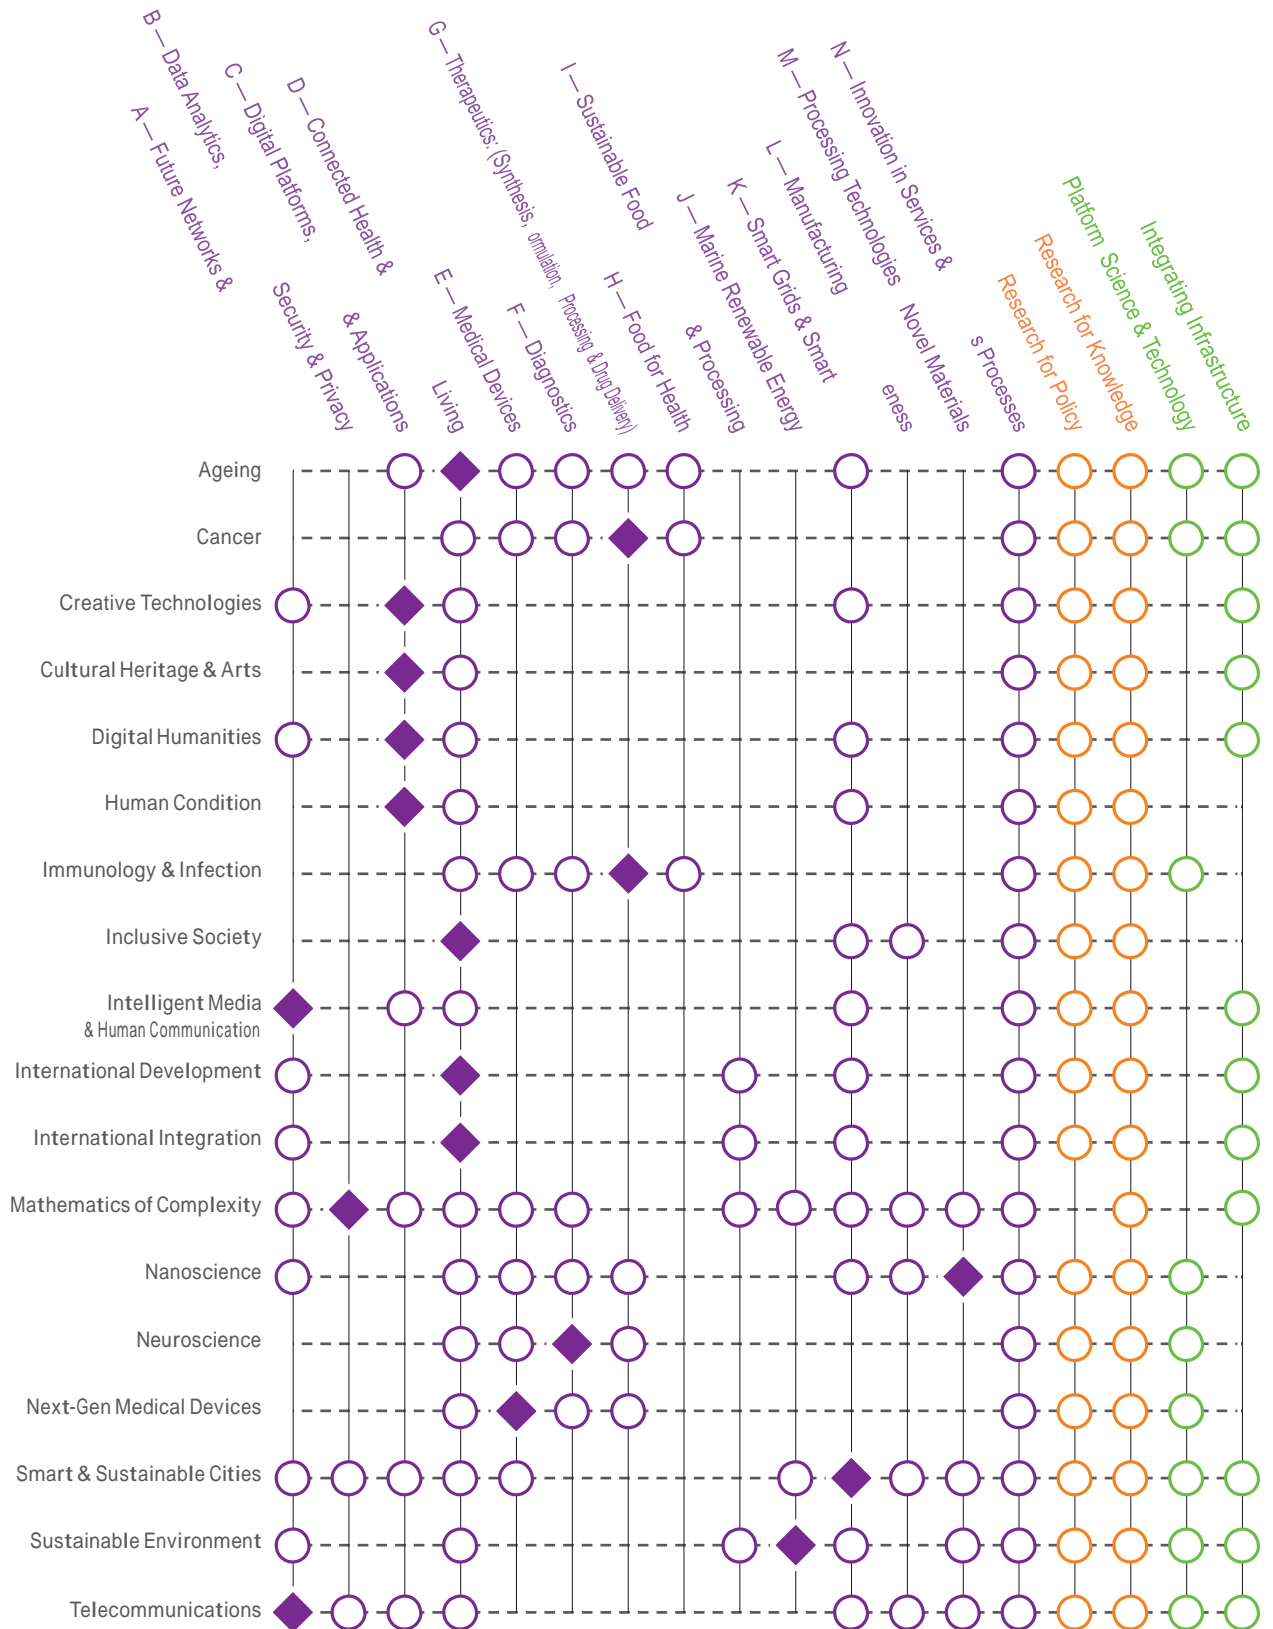 A — Future Networks &
B — Data Analytics,
Security & Privacy
C — Digital Platforms,
& Applications
D — Connected Health &
Living
E — Medical Devices
F — Diagnostics
G — Therapeutics: (Synthesis, ormulation, Processing & Drug Delivery)
H — Food for Health
I — Sustainable Food
& Processing
J — Marine Renewable Energy
K — Smart Grids & Smart
L — Manufacturing
eness
M — Processing Technologies
Novel Materials
N — Innovation in Services &
s Processes
Research for Policy
Research for Knowledge
Platform Science & Technology
Integrating Infrastructure
Ageing
Cancer
Creative Technologies
Cultural Heritage & Arts
Digital Humanities
Human Condition
Immunology & Infection
Inclusive Society
Intelligent Media
& Human Communication
International Development
International Integration
Mathematics of Complexity
Nanoscience
Neuroscience
Next-Gen Medical Devices
Smart & Sustainable Cities
Sustainable Environment
Telecommunications